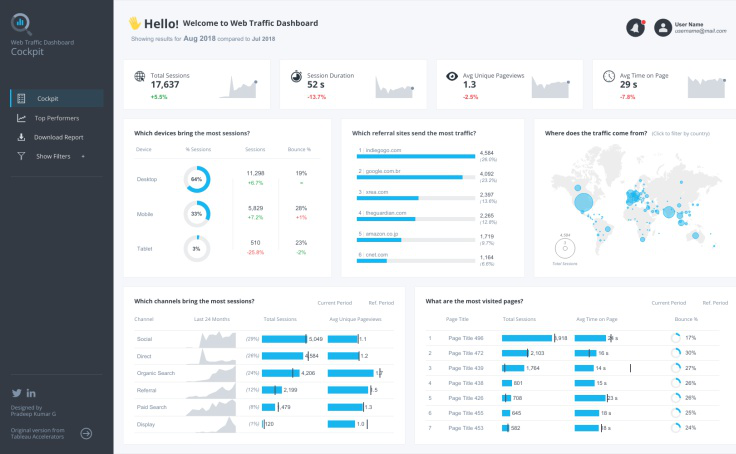 Web Traffic Dashboard
Cockpit
Cockpit
Top Performers
Download Report
Show Filters +
Designed by
Pradeep Kumar G
Original version from
Tableau Accelerators
Hello! Welcome to Web Traffic Dashboard
Showing results for Aug 2018 compared to Jul 2018
User Name
username@mail.com
Total Sessions
17,637
+5.5%
Session Duration
52 s
-13.7%
Avg Unique Pageviews
1.3
-2.5%
Avg Time on Page
29 s
-7.8%
Which devices bring the most sessions?
Device % Sessions Sessions Bounce %
Desktop 64% 11,298 19%
+6.7% =
Mobile 33% 5,829 28%
+7.2% +1%
Tablet 3% 510 23%
-25.8% -2%
Which referral sites send the most traffic?
1 : indiegogo.com 4,584
(26.0%)
2 : google.com.br 4,092
(23.2%)
3 : xrea.com 2,397
(13.6%)
4 : theguardian.com 2,265
(12.8%)
5 : amazon.co.jp 1,719
(9.7%)
6 : cnet.com 1,164
(6.6%)
Where does the traffic come from? (Click to filter by country)
4,584
Total Sessions
Which channels bring the most sessions? Current Period Ref. Period
Channel Last 24 Months Total Sessions Avg Unique Pageviews
Social (29%) 5,049 1.1
Direct (26%) 4,584 1.2
Organic Search (24%) 4,206
Referral (12%) 2,199 1.5
Paid Search (8%) 1.3
Display (1%) 120 1.0
What are the most visited pages? Current Period Ref. Period
Page Title Total Sessions Avg Time on Page Bounce %
1 Page Title 496 17%
2 Page Title 472 2,103 16 s 30%
3 Page Title 439 1,764 14 s 27%
4 Page Title 438 801 15 s 26%
5 Page Title 426 708 26%
6 Page Title 455 645 18 s 25%
7 Page Title 453 582 24%